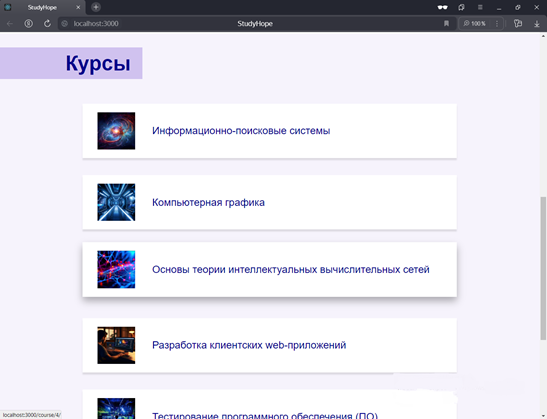 StudyHope
localhost:3000
StudyHope
100 %
Курсы
Информационно-поисковые системы
Компьютерная графика
Основы теории интеллектуальных вычислительных сетей
Разработка клиентских web-приложений
Тестирование программного обеспечения (ПО)
localhost:3000/course/4/